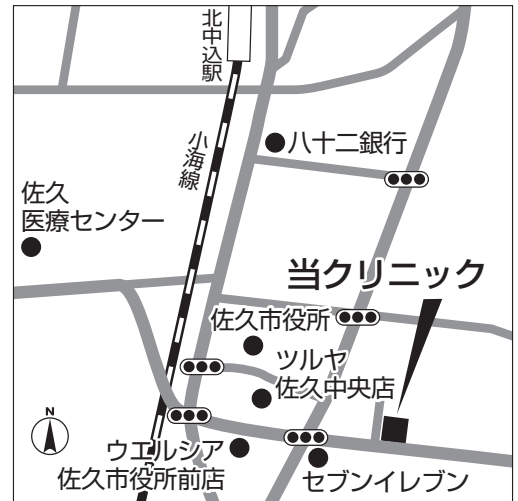 北中込駅
小海線
八十二銀行
佐久
医療センター
当クリニック
佐久市役所
ツルヤ
佐久中央店
N
ウエルシア
佐久市役所前店
セブンイレブン